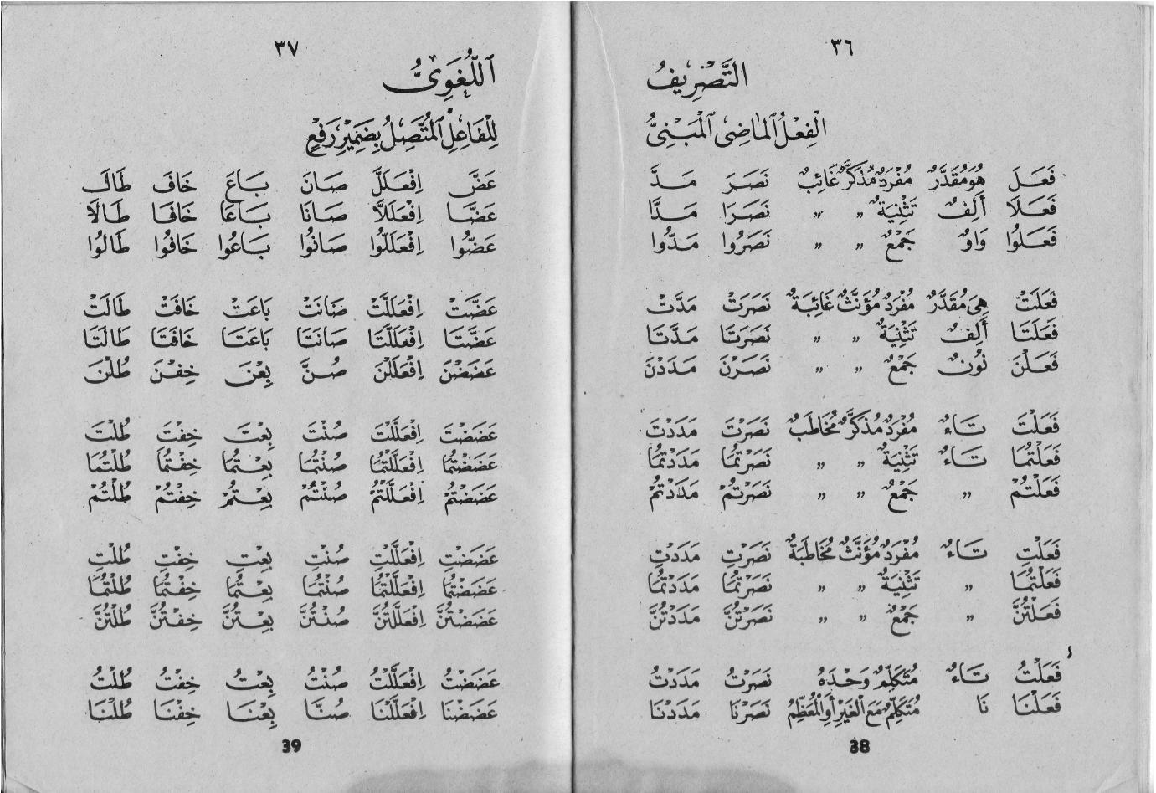 ٣٦
التَّصْرِيفُ
الْفِعْلُ الْمَاضِى الْمَبْنِىُّ
فَعَلَ هُوَ مُقَدَّرٌ مُفْرَدٌ مُذَكَّرٌ غَائِبٌ نَصَرَ مَدَّ
فَعَلَا أَلِفٌ تَثْنِيَةٌ " " نَصَرَا مَدَّا
فَعَلُوا وَاوٌ جَمْعٌ " " نَصَرُوا مَدُّوا
فَعَلَتْ هِىَ مُقَدَّرٌ مُفْرَدٌ مُؤَنَّثٌ غَائِبَةٌ نَصَرَتْ مَدَّتْ
فَعَلَتَا أَلِفٌ تَثْنِيَةٌ " " نَصَرَتَا مَدَّتَا
فَعَلْنَ نُونٌ جَمْعٌ " " نَصَرْنَ مَدَدْنَ
فَعَلْتَ تَاءٌ مُفْرَدٌ مُذَكَّرٌ مُخَاطَبٌ نَصَرْتَ مَدَدْتَ
فَعَلْتُمَا تَاءٌ تَثْنِيَةٌ " " نَصَرْتُمَا مَدَدْتُمَا
فَعَلْتُمْ " جَمْعٌ " " نَصَرْتُمْ مَدَدْتُمْ
فَعَلْتِ تَاءٌ مُفْرَدٌ مُؤَنَّثٌ مُخَاطَبَةٌ نَصَرْتِ مَدَدْتِ
فَعَلْتُمَا " تَثْنِيَةٌ " " نَصَرْتُمَا مَدَدْتُمَا
فَعَلْتُنَّ " جَمْعٌ " " نَصَرْتُنَّ مَدَدْتُنَّ
فَعَلْتُ تَاءٌ مُتَكَلِّمٌ وَحْدَهُ نَصَرْتُ مَدَدْتُ
فَعَلْنَا نَا مُتَكَلِّمٌ مَعَ الْغَيْرِ أَوِ الْمُعَظِّمُ نَصَرْنَا مَدَدْنَا
38
٣٧
اَللُّغَوِىُّ
لِلْفَاعِلِ الْمُتَّصِلُ بِضَمِيْرِ رَفْعٍ
عَضَّ اِفْعَلَلَّ صَانَ بَاعَ خَافَ طَالَ
عَضَّا اِفْعَلَلَّا صَانَا بَاعَا خَافَا طَالَا
عَضُّوا اِفْعَلَلُّوا صَانُوا بَاعُوا خَافُوا طَالُوا
عَضَّتْ اِفْعَلَلَّتْ صَانَتْ بَاعَتْ خَافَتْ طَالَتْ
عَضَّتَا اِفْعَلَلَّتَا صَانَتَا بَاعَتَا خَافَتَا طَالَتَا
عَضَضْنَ اِفْعَلَلْنَ صُنَّ بِعْنَ خِفْنَ طُلْنَ
عَضَضْتَ اِفْعَلَّلْتَ صُنْتَ بِعْتَ خِفْتَ طُلْتَ
عَضَضْتُمَا اِفْعَلَّلْتُمَا صُنْتُمَا بِعْتُمَا خِفْتُمَا طُلْتُمَا
عَضَضْتُمْ اِفْعَلَّلْتُمْ صُنْتُمْ بِعْتُمْ خِفْتُمْ طُلْتُمْ
عَضَضْتِ اِفْعَلَّلْتِ صُنْتِ بِعْتِ خِفْتِ طُلْتِ
عَضَضْتُمَا اِفْعَلَّلْتُمَا صُنْتُمَا بِعْتُمَا خِفْتُمَا طُلْتُمَا
عَضَضْتُنَّ اِفْعَلَّلْتُنَّ صُنْتُنَّ بِعْتُنَّ خِفْتُنَّ طُلْتُنَّ
عَضَضْتُ اِفْعَلَّلْتُ صُنْتُ بِعْتُ خِفْتُ طُلْتُ
عَضَضْنَا اِفْعَلَّلْنَا صُنَّا بِعْنَا خِفْنَا طُلْنَا
39